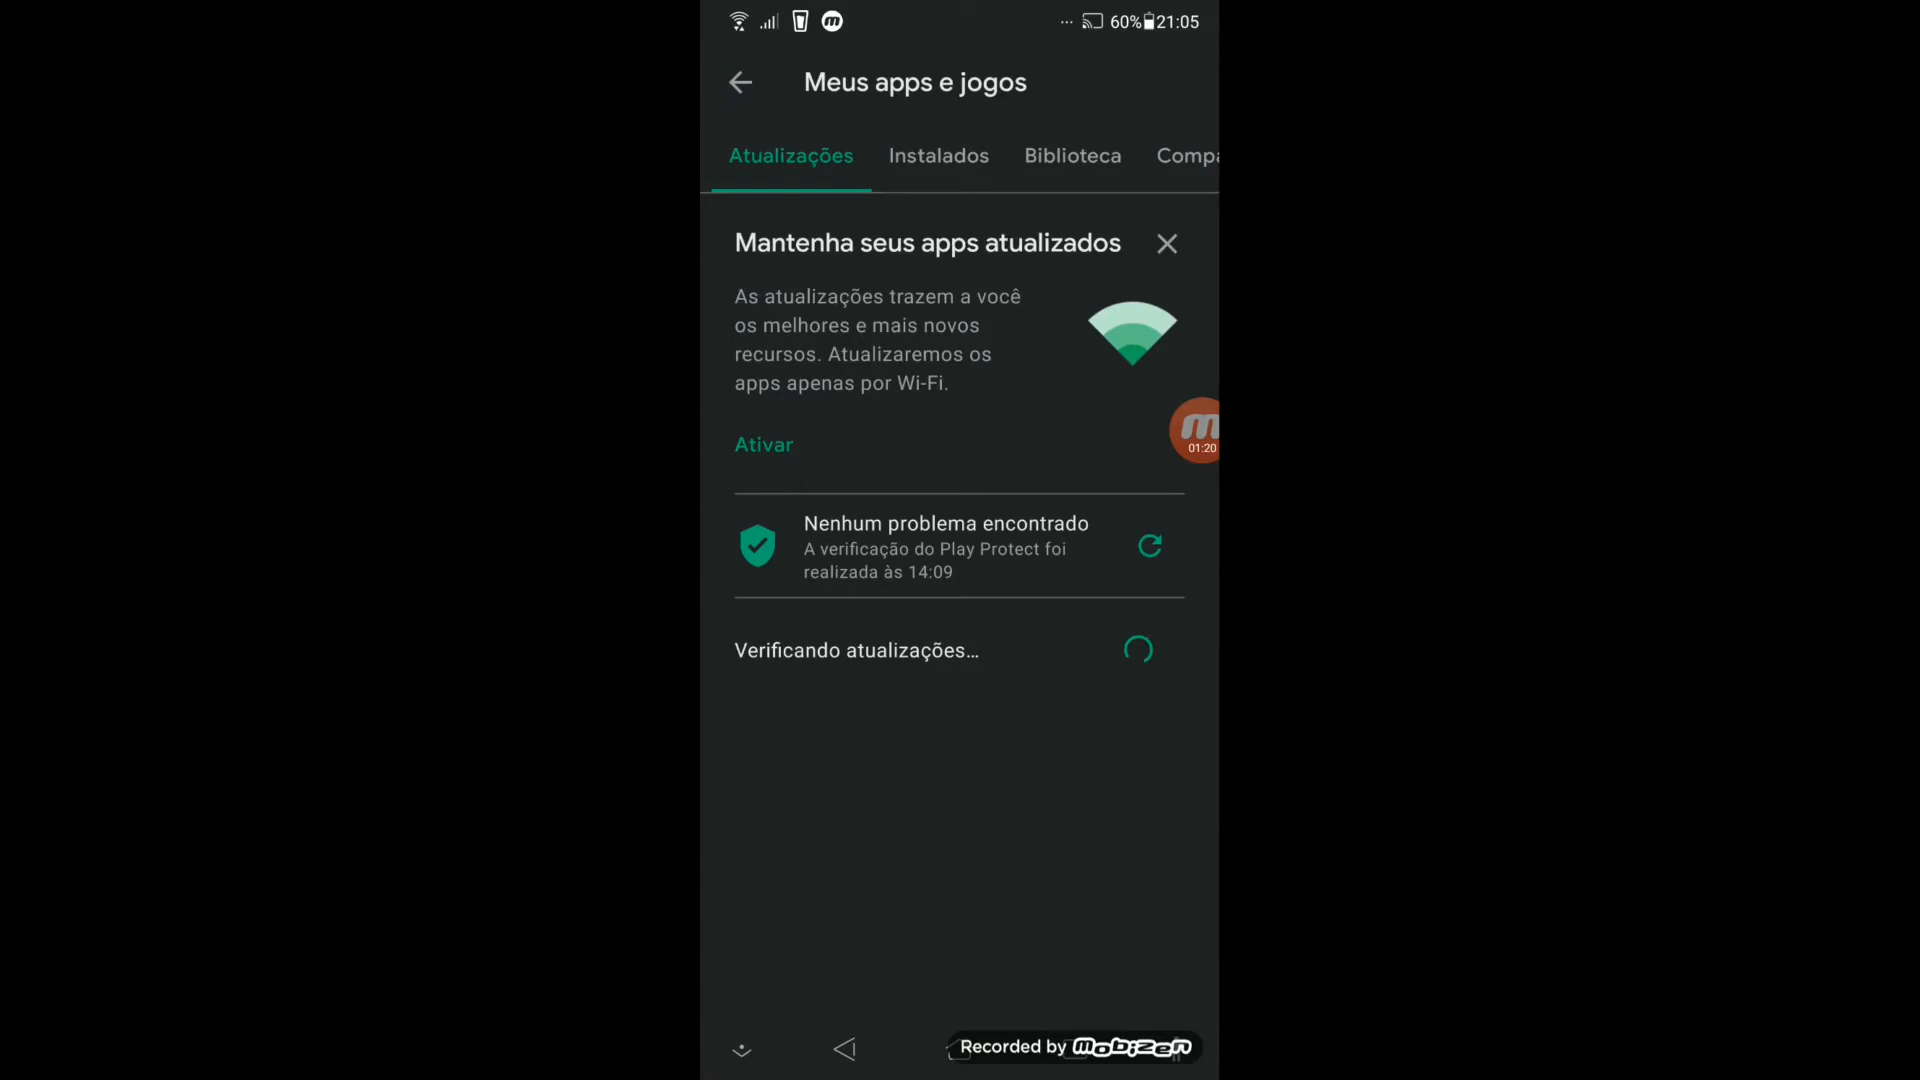 60% 21:05
Meus apps e jogos
Atualizações Instalados Biblioteca Compa
Mantenha seus apps atualizados
As atualizações trazem a você
os melhores e mais novos
recursos. Atualizaremos os
apps apenas por Wi-Fi.
m
01:20
Ativar
Nenhum problema encontrado
A verificação do Play Protect foi
realizada às 14:09
Verificando atualizações...
Recorded by mobizen